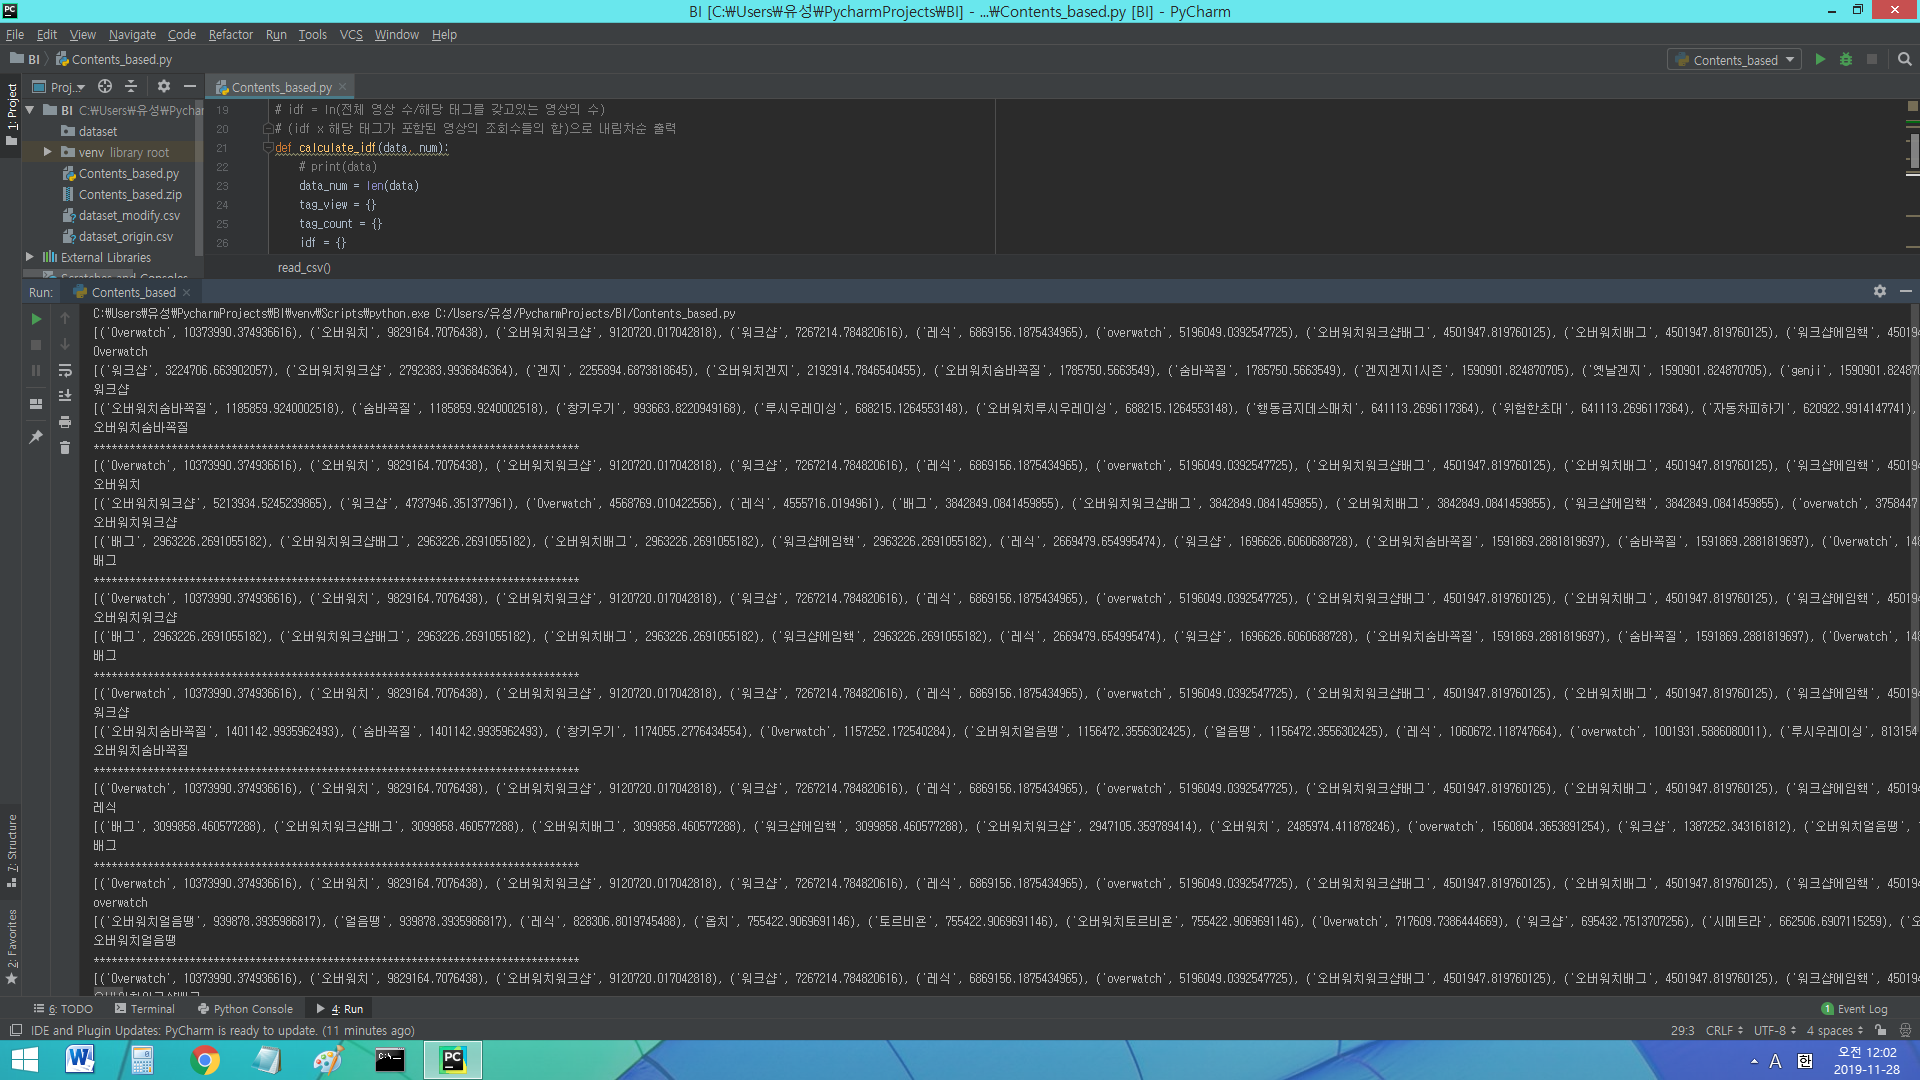 BI [C:₩Users₩유성₩PycharmProjects₩BI] - ...₩Contents_based.py [BI] - PyCharm
File Edit View Navigate Code Refactor Run Tools VCS Window Help
BI Contents_based.py
Contents_based
1: Project
Proj..
Contents_based.py
BI C:₩Users₩유성₩Pychar
dataset
venv library root
Contents_based.py
Contents_based.zip
dataset_modify.csv
dataset_origin.csv
External Libraries
Scratches and Consoles
19 # idf = ln(전체 영상 수/해당 태그를 갖고있는 영상의 수)
20 # (idf x 해당 태그가 포함된 영상의 조회수들의 합)으로 내림차순 출력
21 def calculate_idf(data, num):
22 # print(data)
23 data_num = len(data)
24 tag_view = {}
25 tag_count = {}
26 idf = {}
read_csv()
Run: Contents_based
C:₩Users₩유성₩PycharmProjects₩BI₩venv₩Scripts₩python.exe C:/Users/유성/PycharmProjects/BI/Contents_based.py
[('Overwatch', 10373990.374936616), ('오버워치', 9829164.7076438), ('오버워치워크샵', 9120720.017042818), ('워크샵', 7267214.784820616), ('레식', 6869156.1875434965), ('overwatch', 5196049.0392547725), ('오버워치워크샵배그', 4501947.819760125), ('오버워치배그', 4501947.819760125), ('워크샵에임핵', 450194
Overwatch
[('워크샵', 3224706.663902057), ('오버워치워크샵', 2792383.9936846364), ('겐지', 2255894.6873818645), ('오버워치겐지', 2192914.7846540455), ('오버워치숨바꼭질', 1785750.5663549), ('숨바꼭질', 1785750.5663549), ('겐지겐지1시즌', 1590901.824870705), ('옛날겐지', 1590901.824870705), ('genji', 1590901.82487
워크샵
[('오버워치숨바꼭질', 1185859.9240002518), ('숨바꼭질', 1185859.9240002518), ('창키우기', 993663.8220949168), ('루시우레이싱', 688215.1264553148), ('오버워치루시우레이싱', 688215.1264553148), ('행동금지데스매치', 641113.2696117364), ('위험한초대', 641113.2696117364), ('자동차피하기', 620922.9914147741),
오버워치숨바꼭질
*********************************************************************************
[('Overwatch', 10373990.374936616), ('오버워치', 9829164.7076438), ('오버워치워크샵', 9120720.017042818), ('워크샵', 7267214.784820616), ('레식', 6869156.1875434965), ('overwatch', 5196049.0392547725), ('오버워치워크샵배그', 4501947.819760125), ('오버워치배그', 4501947.819760125), ('워크샵에임핵', 450194
오버워치
[('오버워치워크샵', 5213934.5245239865), ('워크샵', 4737946.351377961), ('Overwatch', 4568769.010422556), ('레식', 4555716.0194961), ('배그', 3842849.0841459855), ('오버워치워크샵배그', 3842849.0841459855), ('오버워치배그', 3842849.0841459855), ('워크샵에임핵', 3842849.0841459855), ('overwatch', 3758447
오버워치워크샵
[('배그', 2963226.2691055182), ('오버워치워크샵배그', 2963226.2691055182), ('오버워치배그', 2963226.2691055182), ('워크샵에임핵', 2963226.2691055182), ('레식', 2669479.654995474), ('워크샵', 1696626.6060688728), ('오버워치숨바꼭질', 1591869.2881819697), ('숨바꼭질', 1591869.2881819697), ('Overwatch', 148
배그
*********************************************************************************
[('Overwatch', 10373990.374936616), ('오버워치', 9829164.7076438), ('오버워치워크샵', 9120720.017042818), ('워크샵', 7267214.784820616), ('레식', 6869156.1875434965), ('overwatch', 5196049.0392547725), ('오버워치워크샵배그', 4501947.819760125), ('오버워치배그', 4501947.819760125), ('워크샵에임핵', 450194
오버워치워크샵
[('배그', 2963226.2691055182), ('오버워치워크샵배그', 2963226.2691055182), ('오버워치배그', 2963226.2691055182), ('워크샵에임핵', 2963226.2691055182), ('레식', 2669479.654995474), ('워크샵', 1696626.6060688728), ('오버워치숨바꼭질', 1591869.2881819697), ('숨바꼭질', 1591869.2881819697), ('Overwatch', 148
배그
*********************************************************************************
[('Overwatch', 10373990.374936616), ('오버워치', 9829164.7076438), ('오버워치워크샵', 9120720.017042818), ('워크샵', 7267214.784820616), ('레식', 6869156.1875434965), ('overwatch', 5196049.0392547725), ('오버워치워크샵배그', 4501947.819760125), ('오버워치배그', 4501947.819760125), ('워크샵에임핵', 450194
워크샵
[('오버워치숨바꼭질', 1401142.9935962493), ('숨바꼭질', 1401142.9935962493), ('창키우기', 1174055.2776434554), ('Overwatch', 1157252.172540284), ('오버워치얼음땡', 1156472.3556302425), ('얼음땡', 1156472.3556302425), ('레식', 1060672.118747664), ('overwatch', 1001931.5886080011), ('루시우레이싱', 813154
오버워치숨바꼭질
*********************************************************************************
[('Overwatch', 10373990.374936616), ('오버워치', 9829164.7076438), ('오버워치워크샵', 9120720.017042818), ('워크샵', 7267214.784820616), ('레식', 6869156.1875434965), ('overwatch', 5196049.0392547725), ('오버워치워크샵배그', 4501947.819760125), ('오버워치배그', 4501947.819760125), ('워크샵에임핵', 450194
레식
[('배그', 3099858.460577288), ('오버워치워크샵배그', 3099858.460577288), ('오버워치배그', 3099858.460577288), ('워크샵에임핵', 3099858.460577288), ('오버워치워크샵', 2947105.359789414), ('오버워치', 2485974.411878246), ('overwatch', 1560804.3653891254), ('워크샵', 1387252.343161812), ('오버워치얼음땡',
배그
*********************************************************************************
[('Overwatch', 10373990.374936616), ('오버워치', 9829164.7076438), ('오버워치워크샵', 9120720.017042818), ('워크샵', 7267214.784820616), ('레식', 6869156.1875434965), ('overwatch', 5196049.0392547725), ('오버워치워크샵배그', 4501947.819760125), ('오버워치배그', 4501947.819760125), ('워크샵에임핵', 450194
overwatch
[('오버워치얼음땡', 939878.3935986817), ('얼음땡', 939878.3935986817), ('레식', 828306.8019745488), ('옵치', 755422.9069691146), ('토르비욘', 755422.9069691146), ('오버워치토르비욘', 755422.9069691146), ('Overwatch', 717609.7386444669), ('워크샵', 695432.7513707256), ('시메트라', 662506.6907115259), ('오
오버워치얼음땡
*********************************************************************************
[('Overwatch', 10373990.374936616), ('오버워치', 9829164.7076438), ('오버워치워크샵', 9120720.017042818), ('워크샵', 7267214.784820616), ('레식', 6869156.1875434965), ('overwatch', 5196049.0392547725), ('오버워치워크샵배그', 4501947.819760125), ('오버워치배그', 4501947.819760125), ('워크샵에임핵', 450194
7: Structure
2: Favorites
6: TODO Terminal Python Console 4: Run 1 Event Log
IDE and Plugin Updates: PyCharm is ready to update. (11 minutes ago) 29:3 CRLF UTF-8 4 spaces
A 한 오전 12:02
2019-11-28